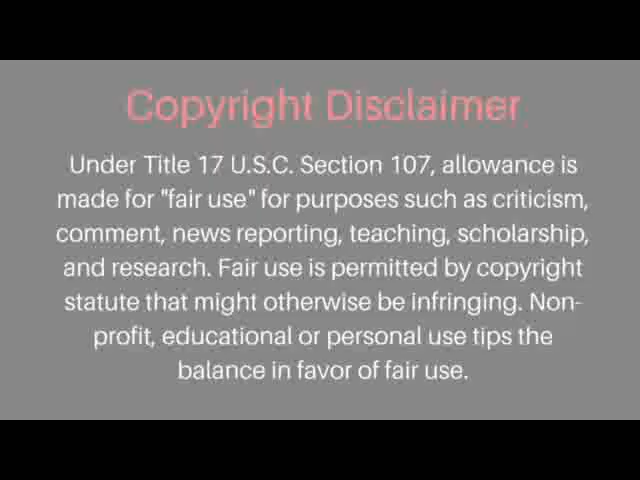 Copyright Disclaimer
Under Title 17 U.S.C. Section 107, allowance is
made for "fair use" for purposes such as criticism,
comment, news reporting, teaching, scholarship,
and research. Fair use is permitted by copyright
statute that might otherwise be infringing. Non-
profit, educational or personal use tips the
balance in favor of fair use.